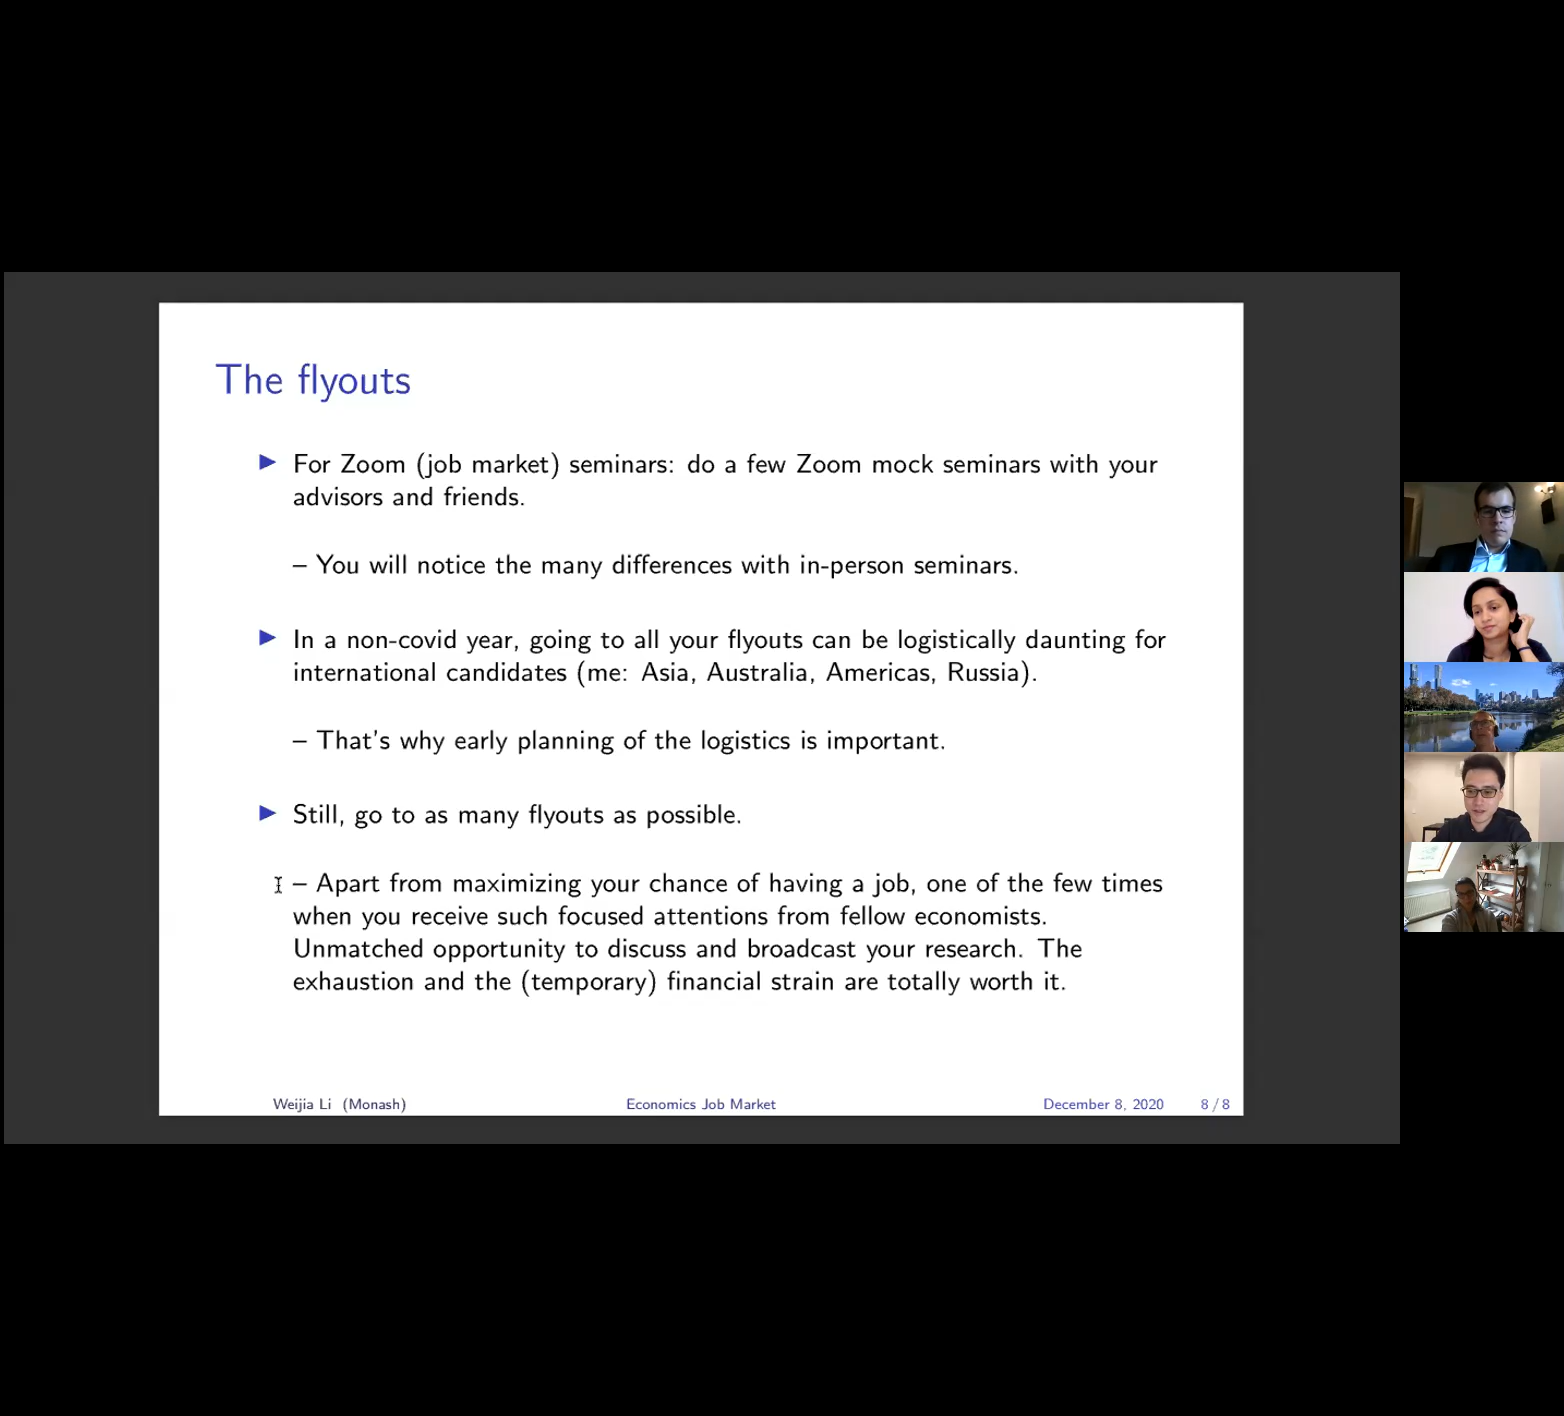 The flyouts
▶ For Zoom (job market) seminars: do a few Zoom mock seminars with your
advisors and friends.
– You will notice the many differences with in-person seminars.
▶ In a non-covid year, going to all your flyouts can be logistically daunting for
international candidates (me: Asia, Australia, Americas, Russia).
– That's why early planning of the logistics is important.
▶ Still, go to as many flyouts as possible.
– Apart from maximizing your chance of having a job, one of the few times
when you receive such focused attentions from fellow economists.
Unmatched opportunity to discuss and broadcast your research. The
exhaustion and the (temporary) financial strain are totally worth it.
Weijia Li (Monash) Economics Job Market December 8, 2020 8 / 8